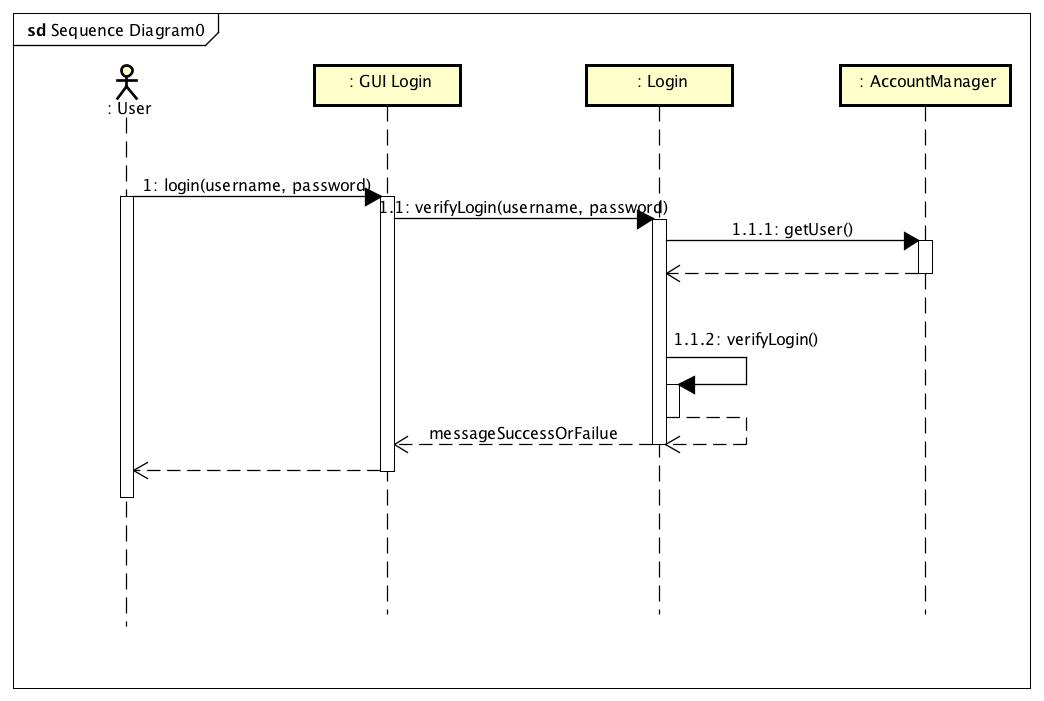 sd Sequence Diagram0
: User
: GUI Login
: Login
: AccountManager
1: login(username, password)
1.1: verifyLogin(username, password)
1.1.1: getUser()
1.1.2: verifyLogin()
messageSuccessOrFailue